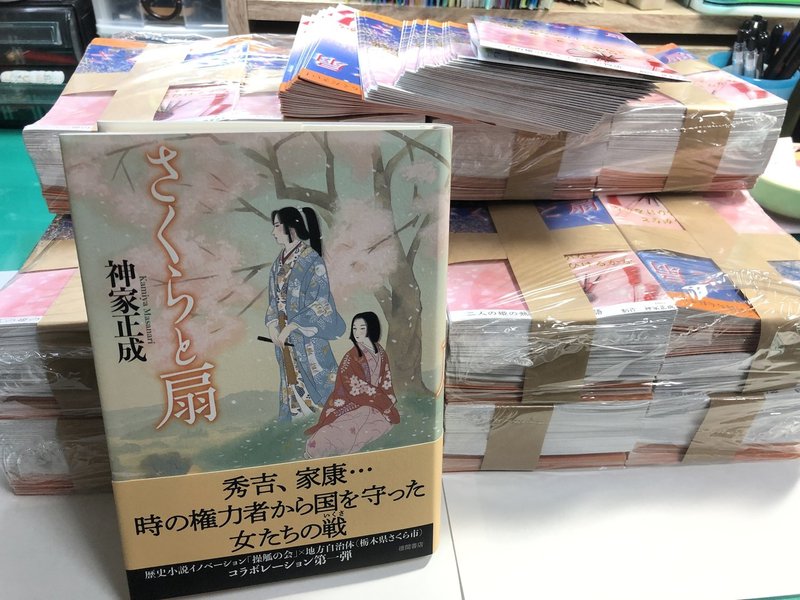 さくらと扇
神家正成
Kamiya Masanari
秀吉、家康…
時の権力者から国を守った
女たちの戦
いくさ
歴史小説イノベーション「操觚の会」×地方自治体（栃木県さくら市）
コラボレーション第一弾
徳間書店
扇
扇